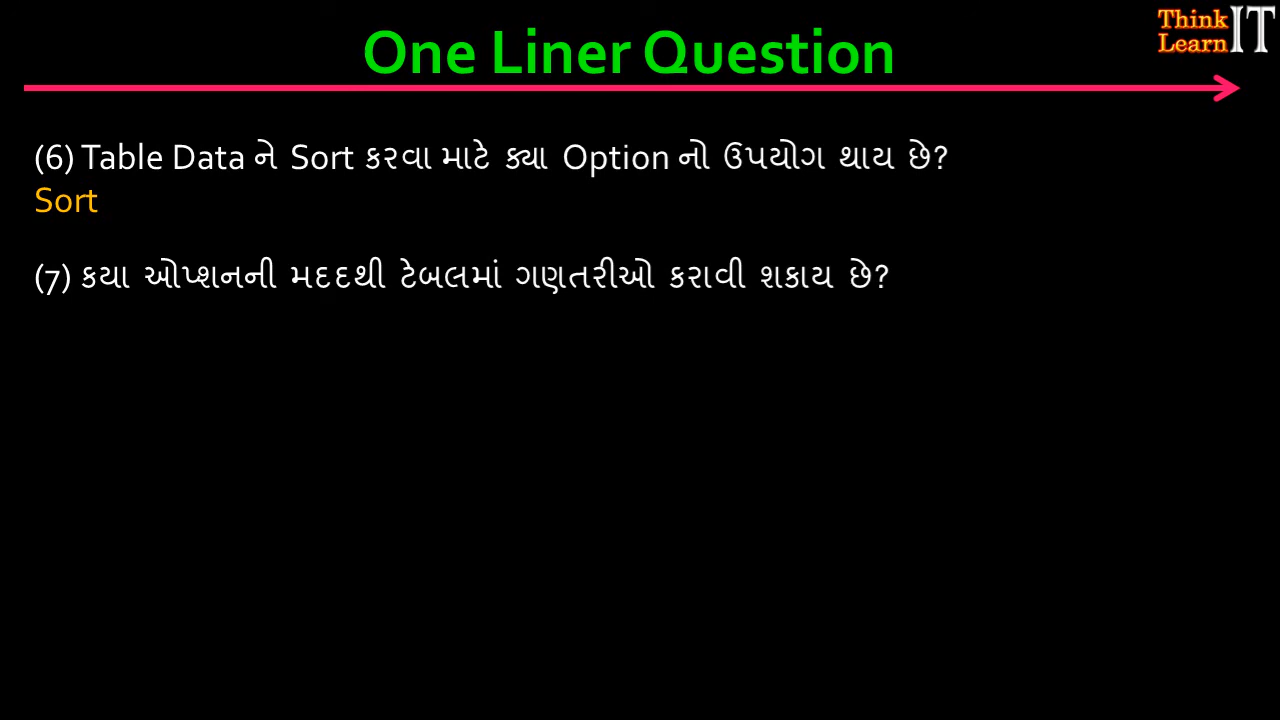 One Liner Question
Think
Learn
IT
(6) Table Data ને Sort કરવા માટે ક્યા Option નો ઉપયોગ થાય છે?
Sort
(7) કયા ઓપ્શનની મદદથી ટેબલમાં ગણતરીઓ કરાવી શકાય છે?